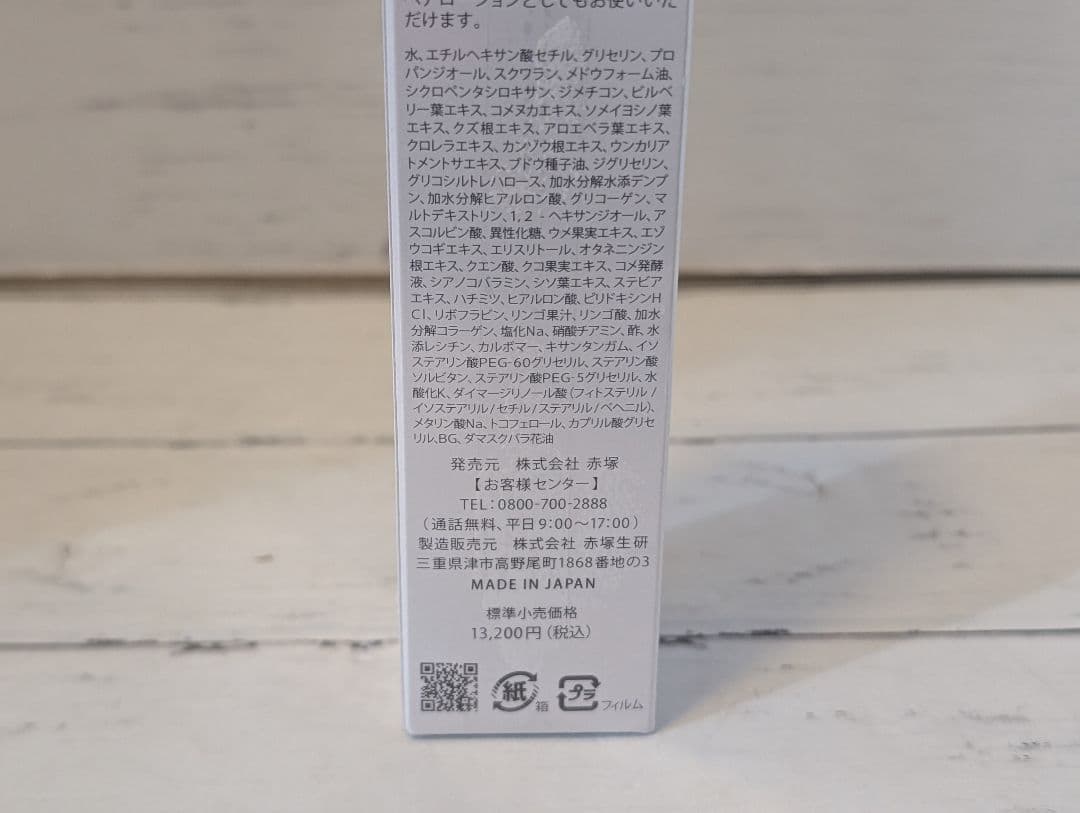 ヘアローションとしてもお使いいた
だけます。
水、エチルヘキサン酸セチル、グリセリン、プロ
パンジオール、スクワラン、メドウフォーム油、
シクロペンタシロキサン、ジメチコン、ビルベ
リー葉エキス、コメヌカエキス、ソメイヨシノ葉
エキス、クズ根エキス、アロエベラ葉エキス、
クロレラエキス、カンゾウ根エキス、ウンカリア
トメントサエキス、ブドウ種子油、ジグリセリン、
グリコシルトレハロース、加水分解水添デンプ
ン、加水分解ヒアルロン酸、グリコーゲン、マ
ルトデキストリン、1,2-ヘキサンジオール、ア
スコルビン酸、異性化糖、ウメ果実エキス、エゾ
ウコギエキス、エリスリトール、オタネニンジン
根エキス、クエン酸、クコ果実エキス、コメ発酵
液、シアノコバラミン、シソ葉エキス、ステビア
エキス、ハチミツ、ヒアルロン酸、ピリドキシンH
Cl、リボフラビン、リンゴ果汁、リンゴ酸、加水
分解コラーゲン、塩化Na、硝酸チアミン、酢、水
添レシチン、カルボマー、キサンタンガム、イソ
ステアリン酸PEG-60グリセリル、ステアリン酸
ソルビタン、ステアリン酸PEG-5グリセリル、水
酸化K、ダイマージリノール酸(フィトステリル/
イソステアリル/セチル/ステアリル/ベヘニル)、
メタリン酸Na、トコフェロール、カプリル酸グリセ
リル、BG、ダマスクバラ花油
発売元 株式会社 赤塚
【お客様センター】
TEL:0800-700-2888
(通話無料、平日9:00~17:00)
製造販売元 株式会社 赤塚生研
三重県津市高野尾町1868番地の3
MADE IN JAPAN
標準小売価格
13,200円(税込)
紙 箱 プラ フィルム